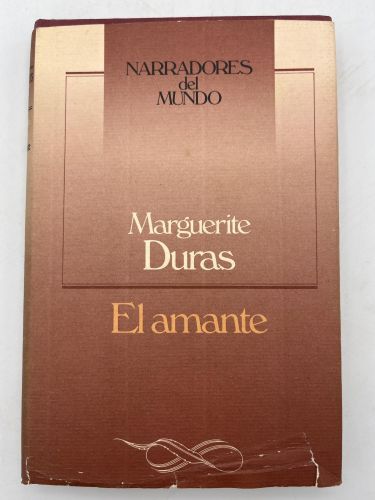 NARRADORES
del
MUNDO
Marguerite
Duras
El amante